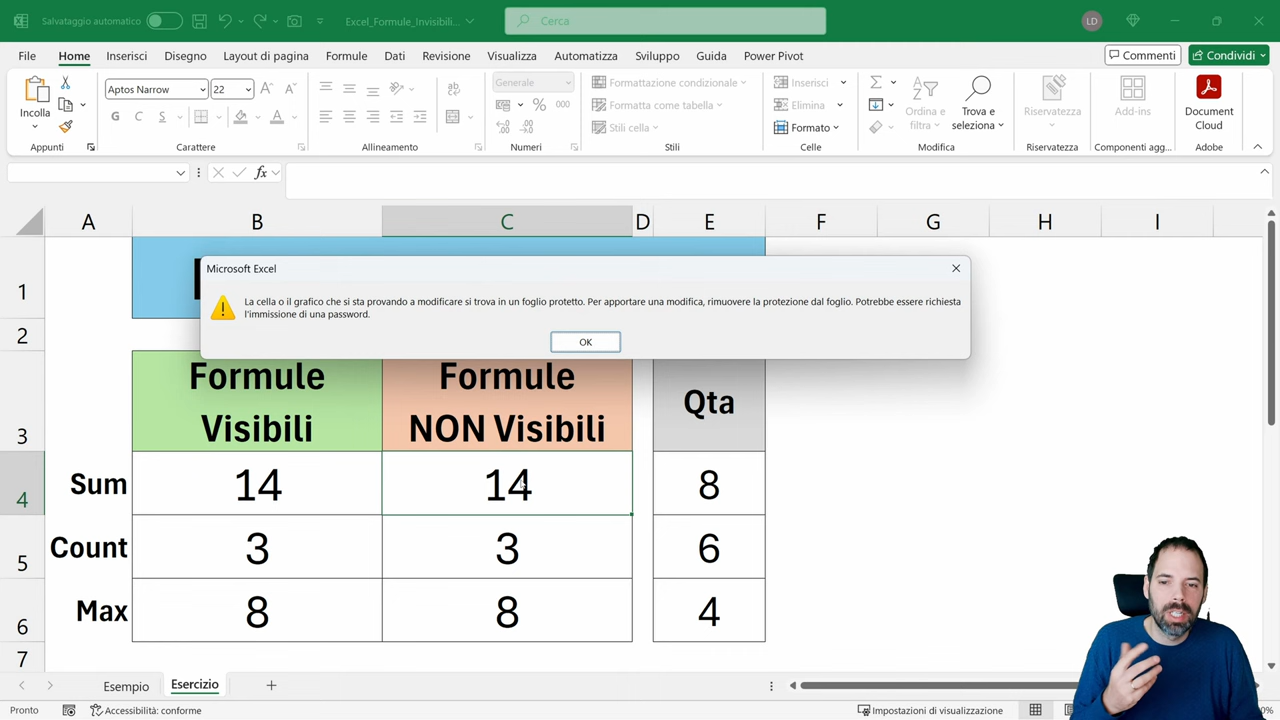 Salvataggio automatico
Excel_Formule_Invisibili...
Cerca
LD
File Home Inserisci Disegno Layout di pagina Formule Dati Revisione Visualizza Automatizza Sviluppo Guida Power Pivot
Commenti Condividi
Incolla
Appunti
Aptos Narrow 22
G C S
Carattere
Allineamento
Generale
% 000
Numeri
Formattazione condizionale
Formatta come tabella
Stili cella
Stili
Inserisci
Elimina
Formato
Celle
Ordina e
filtra
Trova e
seleziona
Modifica
Riservatezza
Riservatezza
Add-ins
Componenti agg...
Document
Cloud
Adobe
fx
A B C D E F G H I
Microsoft Excel
La cella o il grafico che si sta provando a modificare si trova in un foglio protetto. Per apportare una modifica, rimuovere la protezione dal foglio. Potrebbe essere richiesta
l'immissione di una password.
OK
1
2
3
Formule
Visibili
Formule
NON Visibili
Qta
4 Sum 14 14 8
5 Count 3 3 6
6 Max 8 8 4
7
Esempio Esercizio
Pronto Accessibilità: conforme Impostazioni di visualizzazione